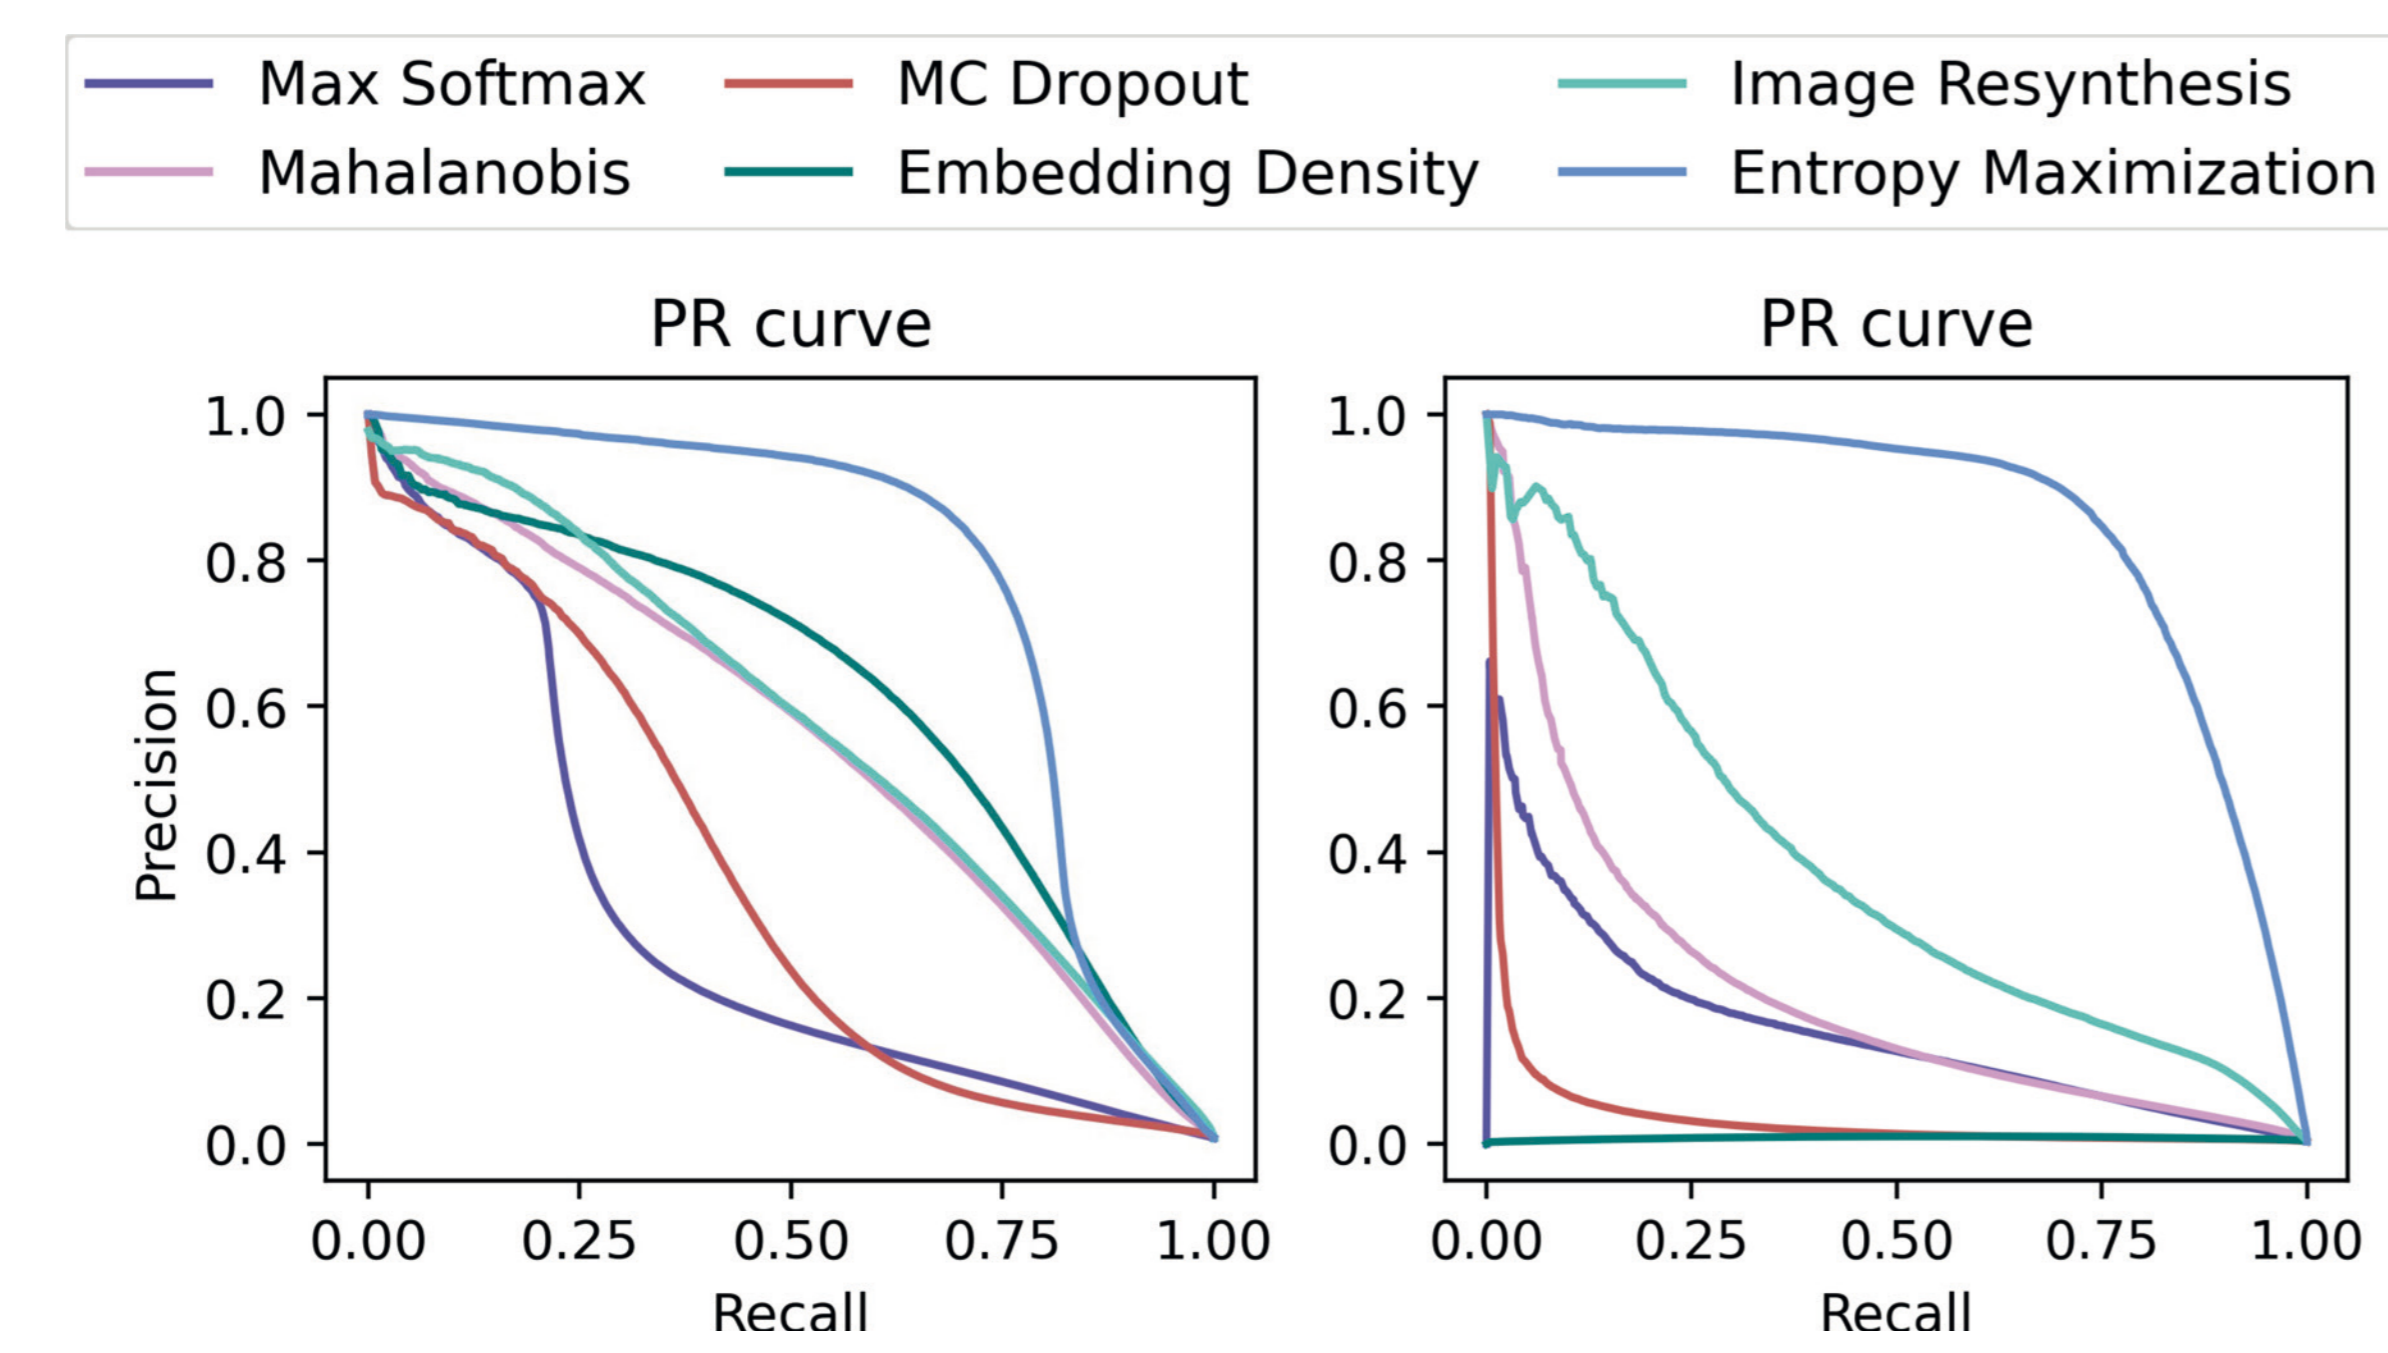 Max Softmax MC Dropout Image Resynthesis
Mahalanobis Embedding Density Entropy Maximization
PR curve
Precision
1.0
0.8
0.6
0.4
0.2
0.0
0.00 0.25 0.50 0.75 1.00
Recall
PR curve
1.0
0.8
0.6
0.4
0.2
0.0
0.00 0.25 0.50 0.75 1.00
Recall